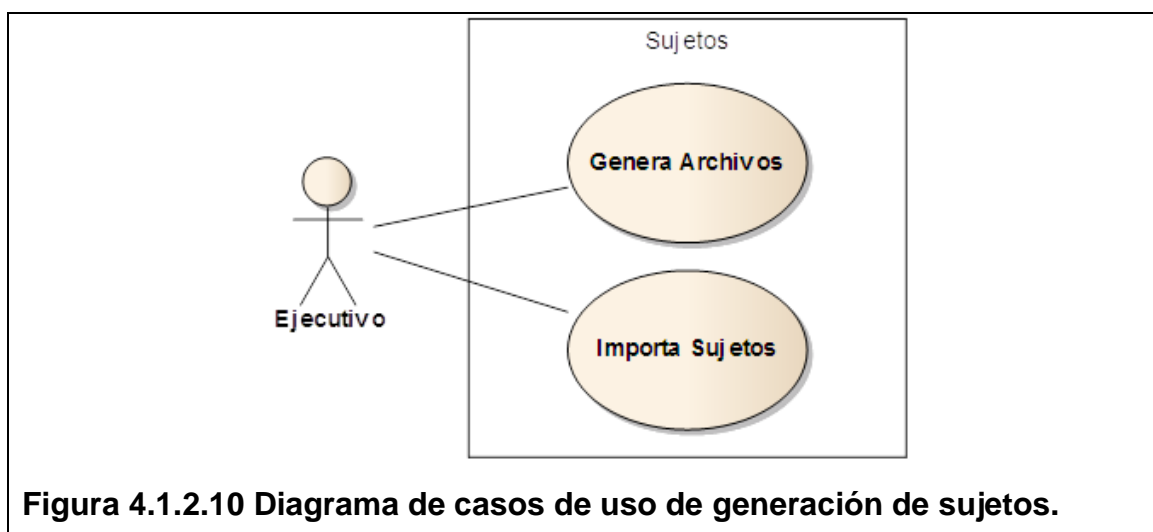 Sujetos
Genera Archivos
Ejecutivo
Importa Sujetos
Figura 4.1.2.10 Diagrama de casos de uso de generación de sujetos.